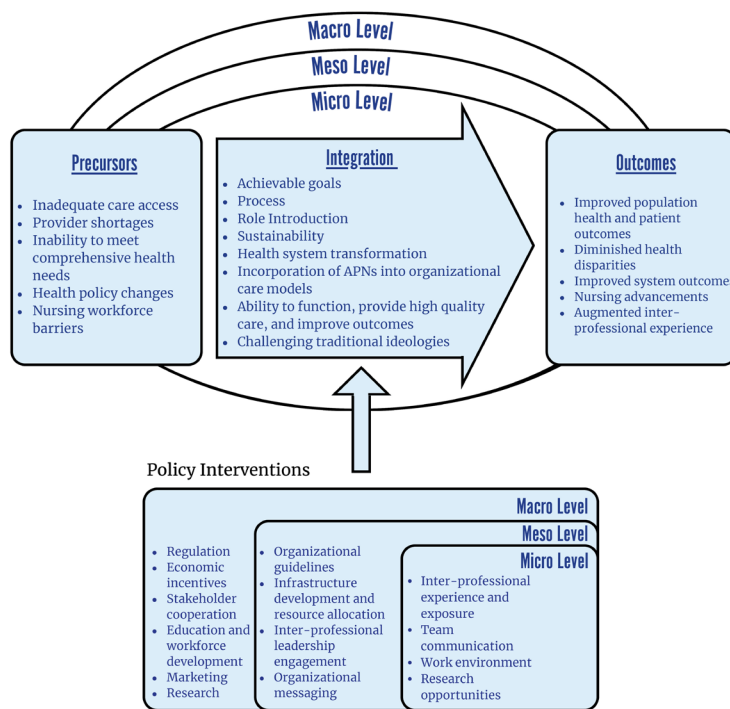 Macro Level
Meso Level
Micro Level
Precursors
• Inadequate care access
• Provider shortages
• Inability to meet
comprehensive health
needs
• Health policy changes
• Nursing workforce
barriers
Integration
• Achievable goals
• Process
• Role Introduction
• Sustainability
• Health system transformation
• Incorporation of APNs into organizational
care models
• Ability to function, provide high quality
care, and improve outcomes
• Challenging traditional ideologies
Outcomes
• Improved population
health and patient
outcomes
• Diminished health
disparities
• Improved system outcomes
• Nursing advancements
• Augmented inter-
professional experience
Policy Interventions
Macro Level
• Regulation
• Economic
incentives
• Stakeholder
cooperation
• Education and
workforce
development
• Marketing
• Research
Meso Level
• Organizational
guidelines
• Infrastructure
development and
resource allocation
• Inter-professional
leadership
engagement
• Organizational
messaging
Micro Level
• Inter-professional
experience and
exposure
• Team
communication
• Work environment
• Research
opportunities